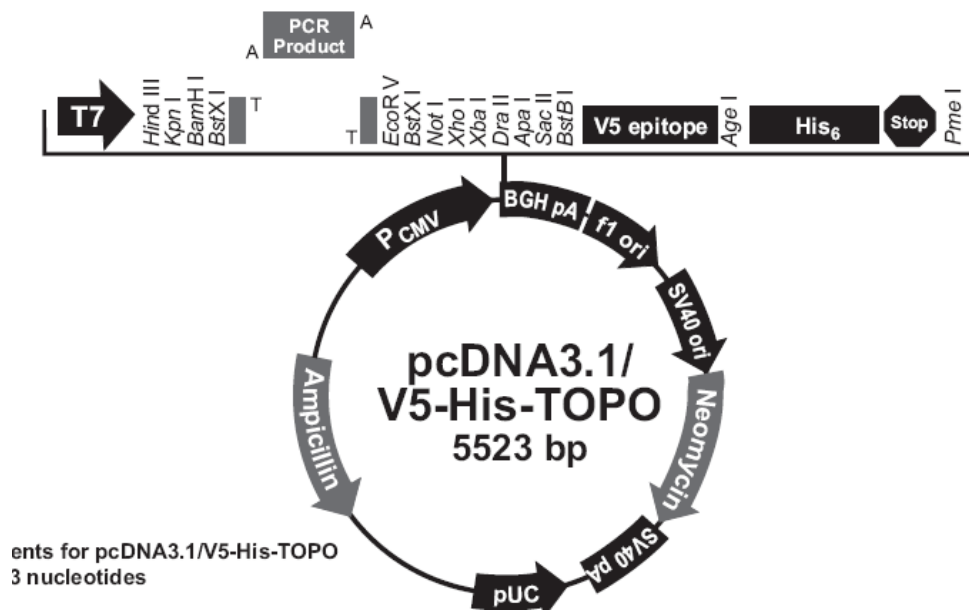 PCR
Product
A
A
T7
Hind III
Kpn I
BamH I
BstX I
T
T
EcoR V
BstX I
Not I
Xho I
Xba I
Dra II
Apa I
Sac II
BstB I
V5 epitope
Age I
His6
Stop
Pme I
PCMV
BGH pA
f1 ori
SV40 ori
Neomycin
SV40 pA
pUC
Ampicillin
pcDNA3.1/
V5-His-TOPO
5523 bp
ents for pcDNA3.1/V5-His-TOPO
3 nucleotides